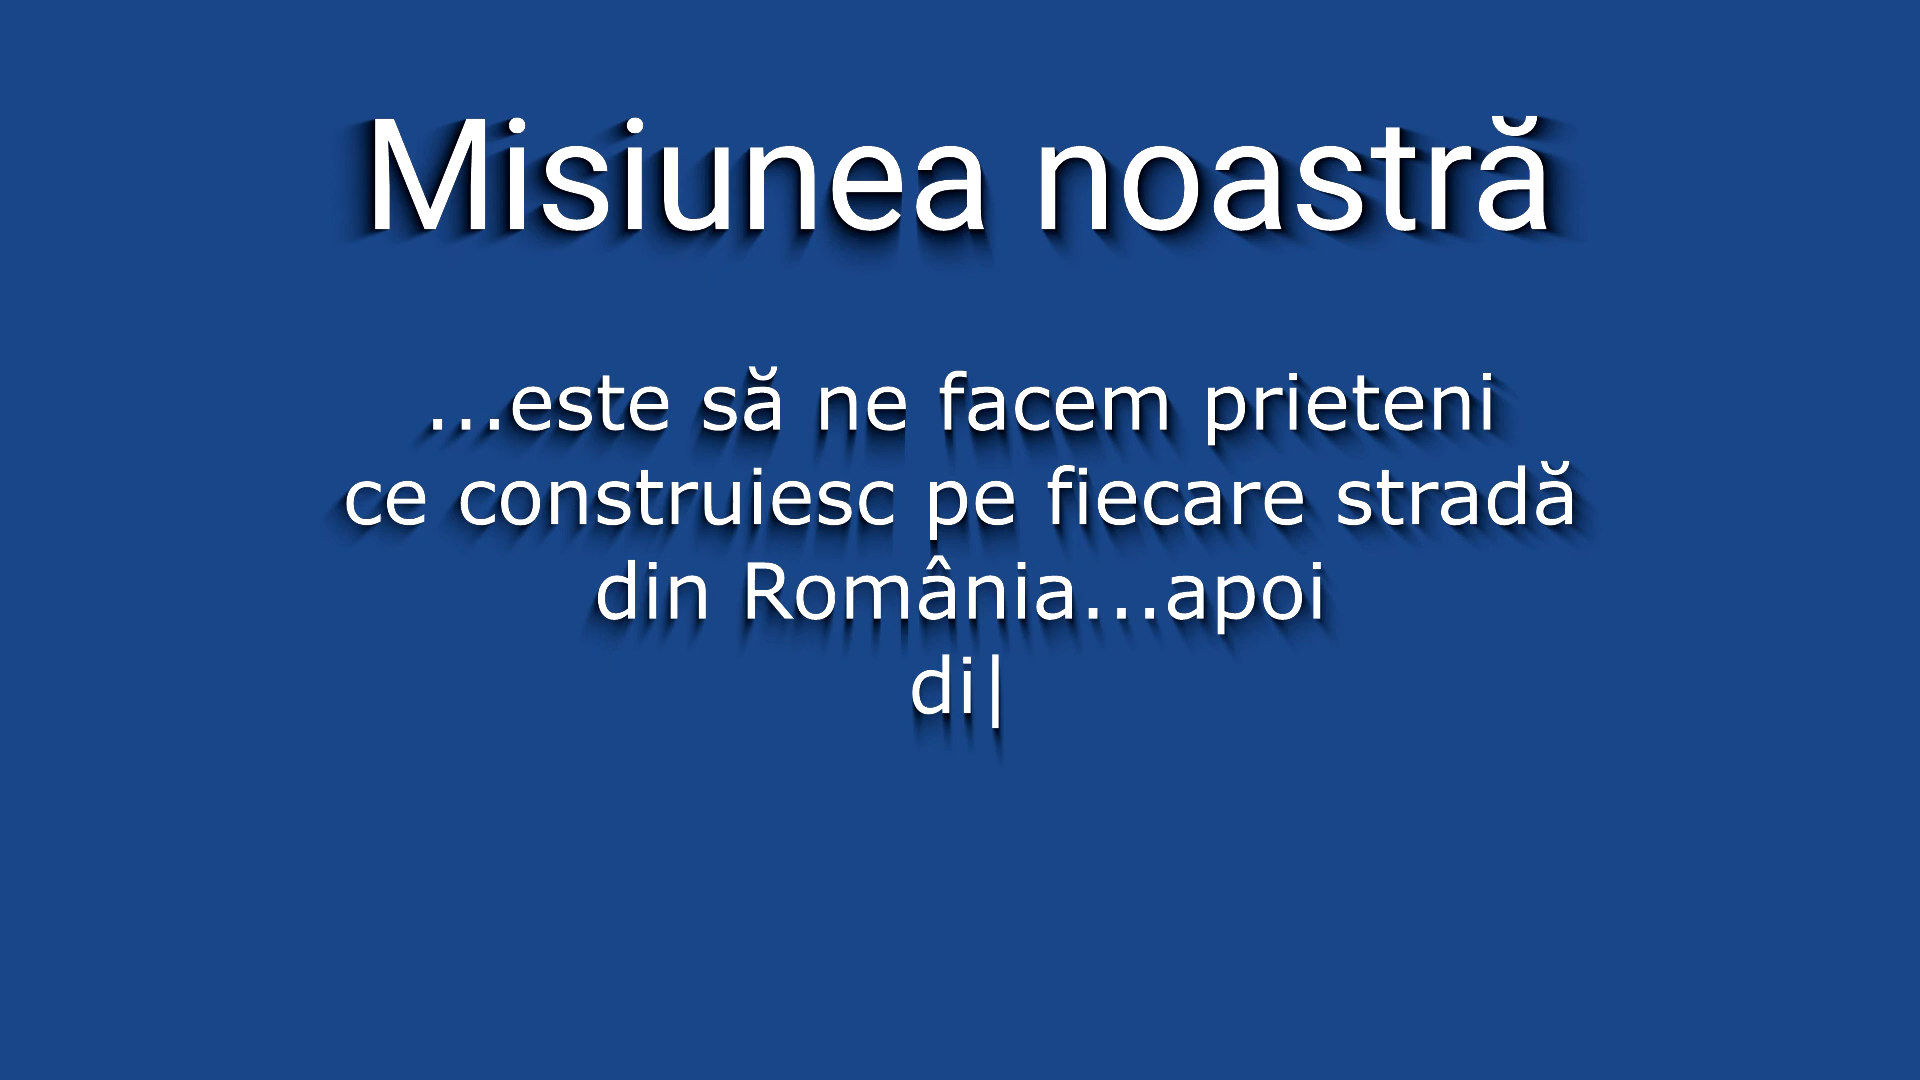 Misiunea noastră
...este să ne facem prieteni
ce construiesc pe fiecare stradă
din România...apoi
di|